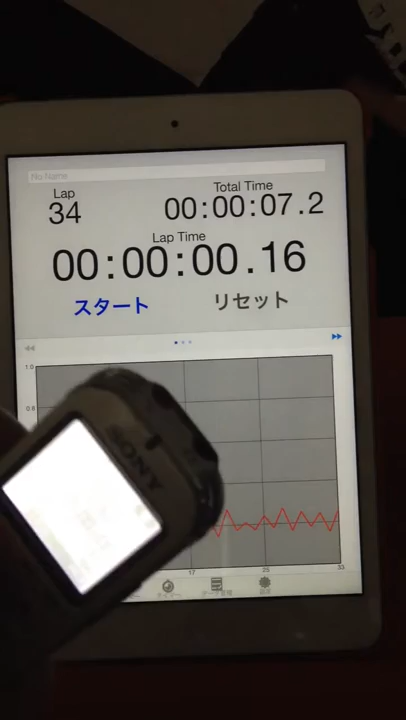 No Name
Lap
Total Time
34
00:00:07.2
Lap Time
00:00:00.16
スタート
リセット
1.0
0.8
SONY
17
25
33